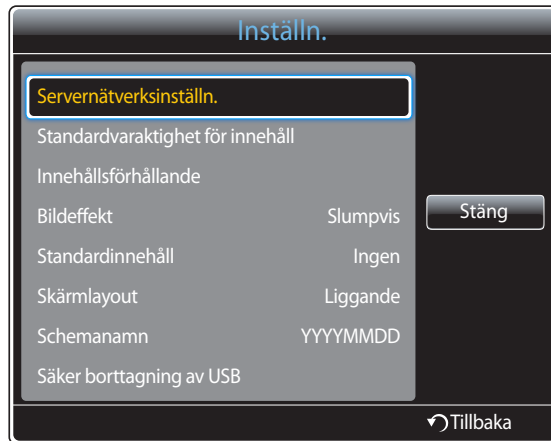 Inställn.
Servernätverksinställn.
Standardvaraktighet för innehåll
Innehållsförhållande
Bildeffekt Slumpvis
Stäng
Standardinnehåll Ingen
Skärmlayout Liggande
Schemanamn YYYYMMDD
Säker borttagning av USB
Tillbaka